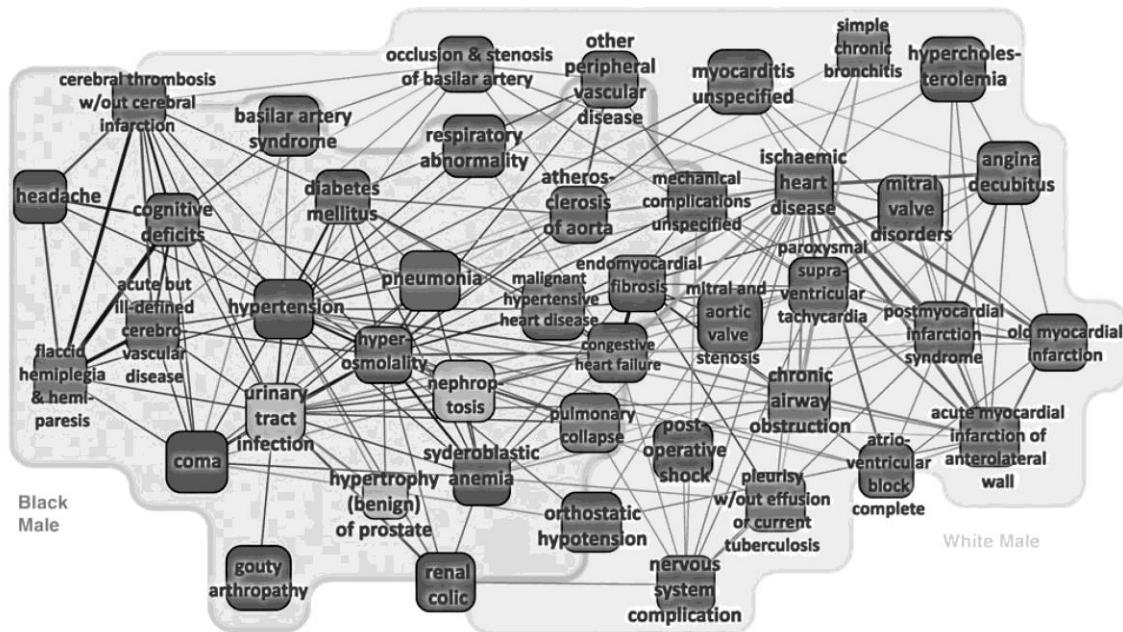 simple
chronic
bronchitis
other
peripheral
vascular
disease
occlusion & stenosis
of basilar artery
hypercholes-
terolemia
myocarditis
unspecified
cerebral thrombosis
w/out cerebral
infarction
basilar artery
syndrome
respiratory
abnormality
ischaemic
heart
disease
angina
decubitus
atheros-
clerosis
of aorta
mechanical
complications
unspecified
mitral
valve
disorders
headache
diabetes
mellitus
cognitive
deficits
paroxysmal
supra-
ventricular
tachycardia
pneumonia
endomyocardial
fibrosis
malignant
hypertensive
heart disease
acute but
ill-defined
cerebro-
vascular
disease
hypertension
mitral and
aortic
valve
stenosis
postmyocardial
infarction
syndrome
old myocardial
infarction
hyper-
osmolality
congestive
heart failure
flaccid
hemiplegia
& hemi-
paresis
nephrop-
tosis
urinary
tract
infection
chronic
airway
obstruction
pulmonary
collapse
acute myocardial
infarction of
anterolateral
wall
post-
operative
shock
atrio-
ventricular
block
complete
coma
syderoblastic
anemia
hypertrophy
(benign)
of prostate
pleurisy
w/out effusion
or current
tuberculosis
Black
Male
orthostatic
hypotension
White Male
gouty
arthropathy
renal
colic
nervous
system
complication